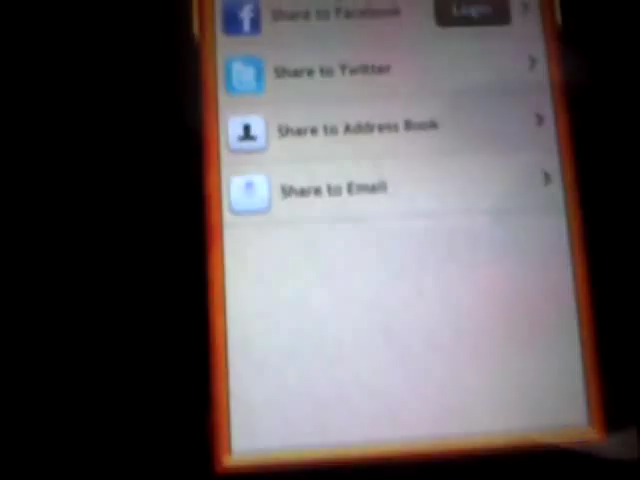 Share to Facebook Login
Share to Twitter
Share to Address Book
Share to Email